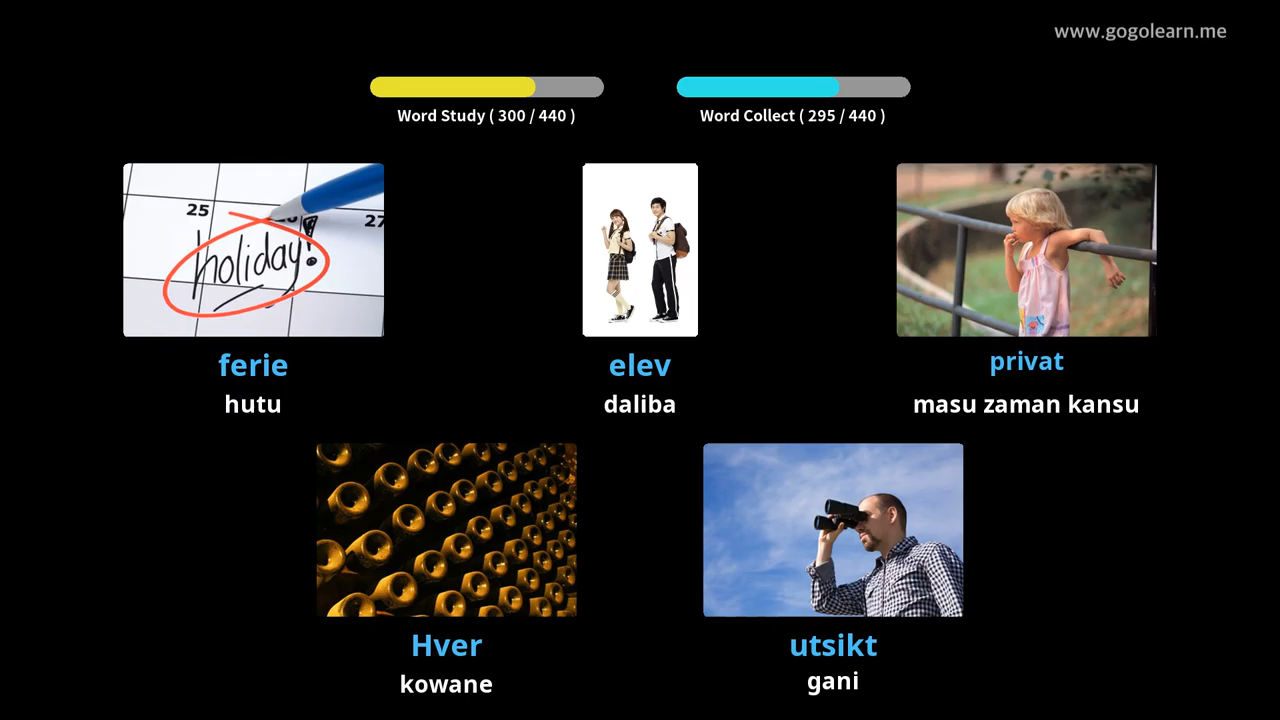 www.gogolearn.me
Word Study ( 300 / 440 )
Word Collect ( 295 / 440 )
25
27
holiday!
ferie
hutu
elev
daliba
privat
masu zaman kansu
Hver
kowane
utsikt
gani